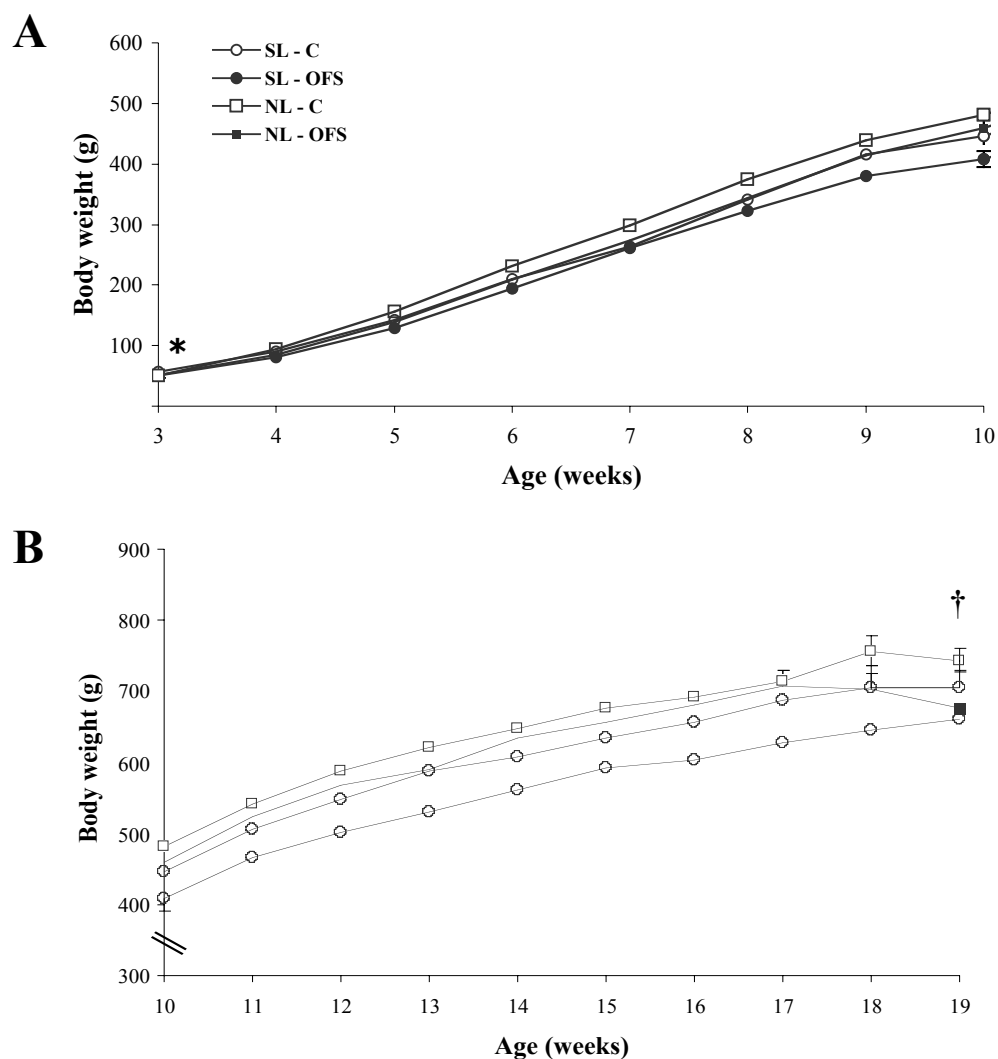 A
Body weight (g)
600
500
400
300
200
100
SL - C
SL - OFS
NL - C
NL - OFS
*
3 4 5 6 7 8 9 10
Age (weeks)
B
Body weight (g)
900
800
700
600
500
400
300
†
10 11 12 13 14 15 16 17 18 19
Age (weeks)